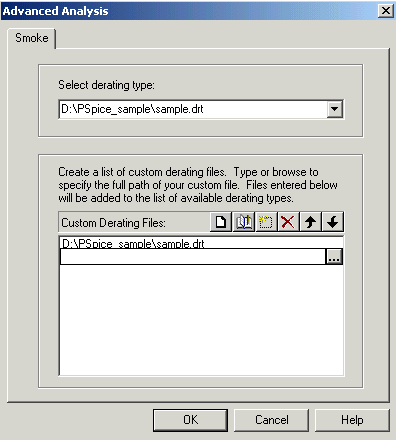 Advanced Analysis
Smoke
Select derating type:
D:\PSpice_sample\sample.drt
Create a list of custom derating files. Type or browse to
specify the full path of your custom file. Files entered below
will be added to the list of available derating types.
Custom Derating Files:
D:\PSpice_sample\sample.drt
...
OK
Cancel
Help